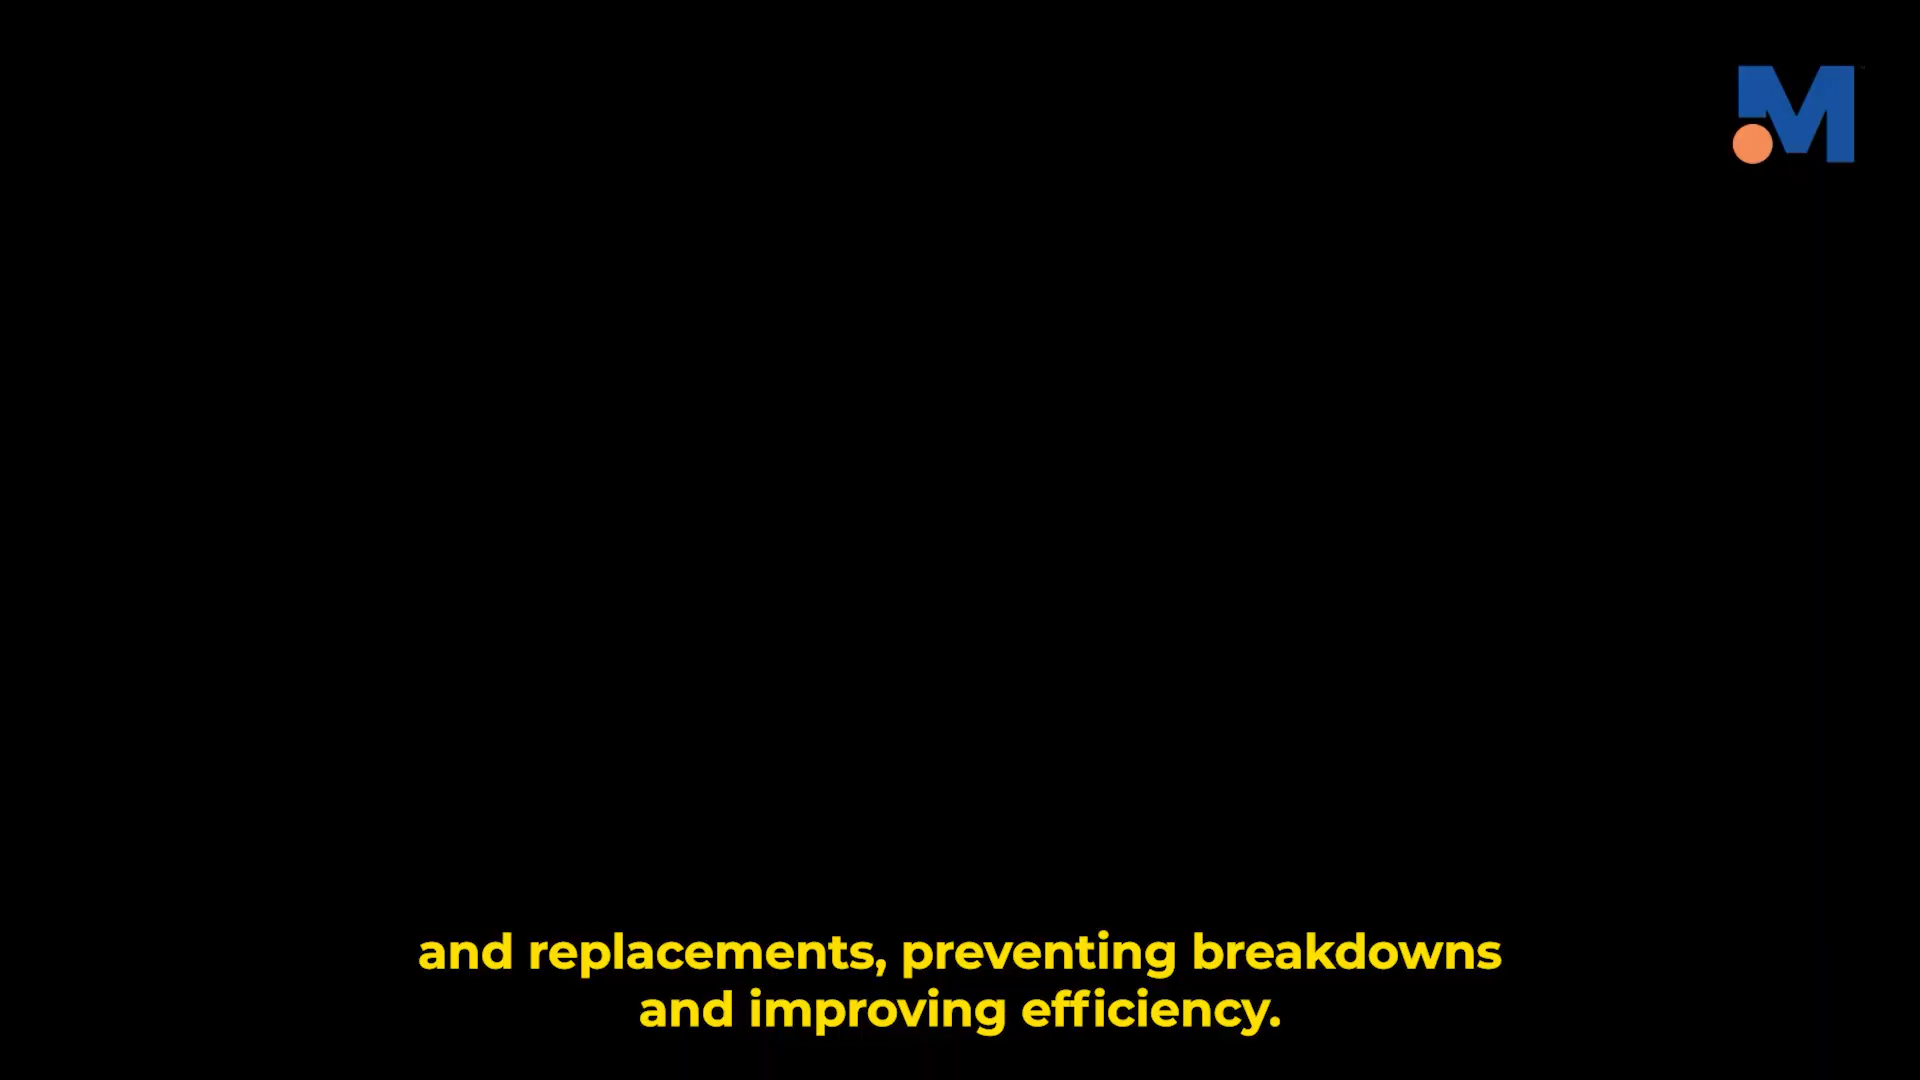 M
and replacements, preventing breakdowns
and improving efficiency.